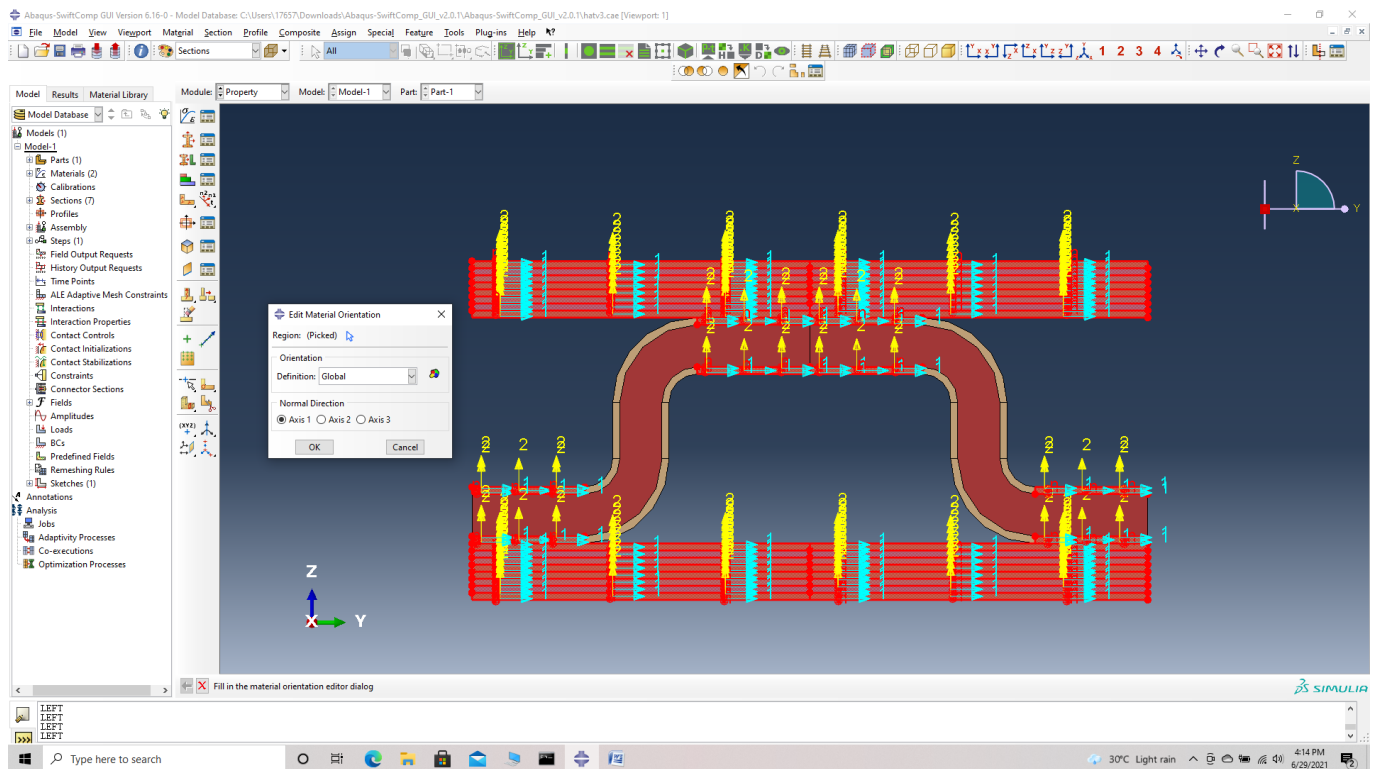 Abaqus-SwiftComp GUI Version 6.16-0 - Model Database: C:\Users\17657\Downloads\Abaqus-SwiftComp_GUI_v2.0.1\Abaqus-SwiftComp_GUI_v2.0.1\hatv3.cae [Viewport: 1]
File Model View Viewport Material Section Profile Composite Assign Special Feature Tools Plug-ins Help
Sections All 1 2 3 4
Model Results Material Library Module: Property Model: Model-1 Part: Part-1
Model Database
Models (1)
Model-1
Parts (1)
Materials (2)
Calibrations
Sections (7)
Profiles
Assembly
Steps (1)
Field Output Requests
History Output Requests
Time Points
ALE Adaptive Mesh Constraints
Interactions
Interaction Properties
Contact Controls
Contact Initializations
Contact Stabilizations
Constraints
Connector Sections
Fields
Amplitudes
Loads
BCs
Predefined Fields
Remeshing Rules
Sketches (1)
Annotations
Analysis
Jobs
Adaptivity Processes
Co-executions
Optimization Processes
Edit Material Orientation
Region: (Picked)
Orientation
Definition: Global
Normal Direction
Axis 1 Axis 2 Axis 3
OK Cancel
Z
X Y
Z
X Y
Fill in the material orientation editor dialog
SIMULIA
LEFT
LEFT
LEFT
LEFT
Type here to search
30°C Light rain
4:14 PM
6/29/2021